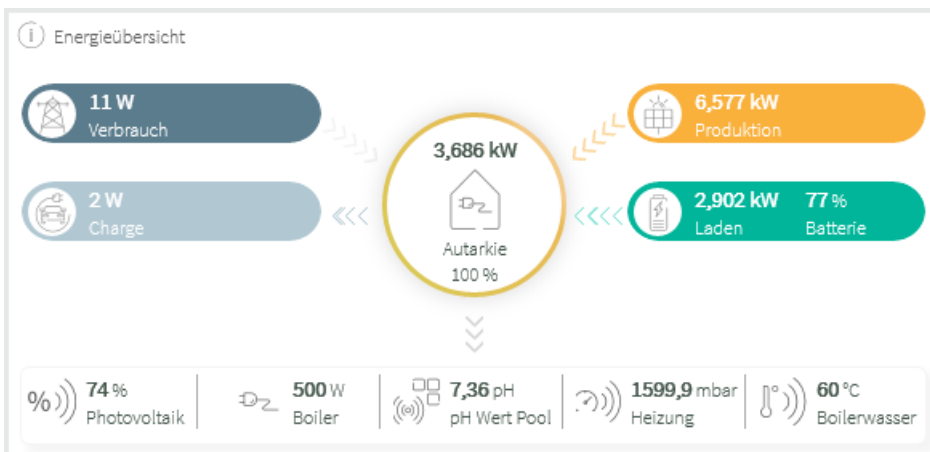 i Energieübersicht
11 W
Verbrauch
6,577 kW
Produktion
3,686 kW
2 W
Charge
2,902 kW 77 %
Laden Batterie
Autarkie
100 %
% 74 % 500 W 7,36 pH 1599,9 mbar 60 °C
Photovoltaik Boiler pH Wert Pool Heizung Boilerwasser